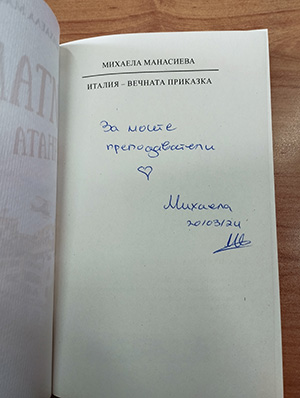 МИХАЕЛА МАНАСИЕВА
ИТАЛИЯ – ВЕЧНАТА ПРИКАЗКА
За моите
преподаватели
Михаела
20/03/24